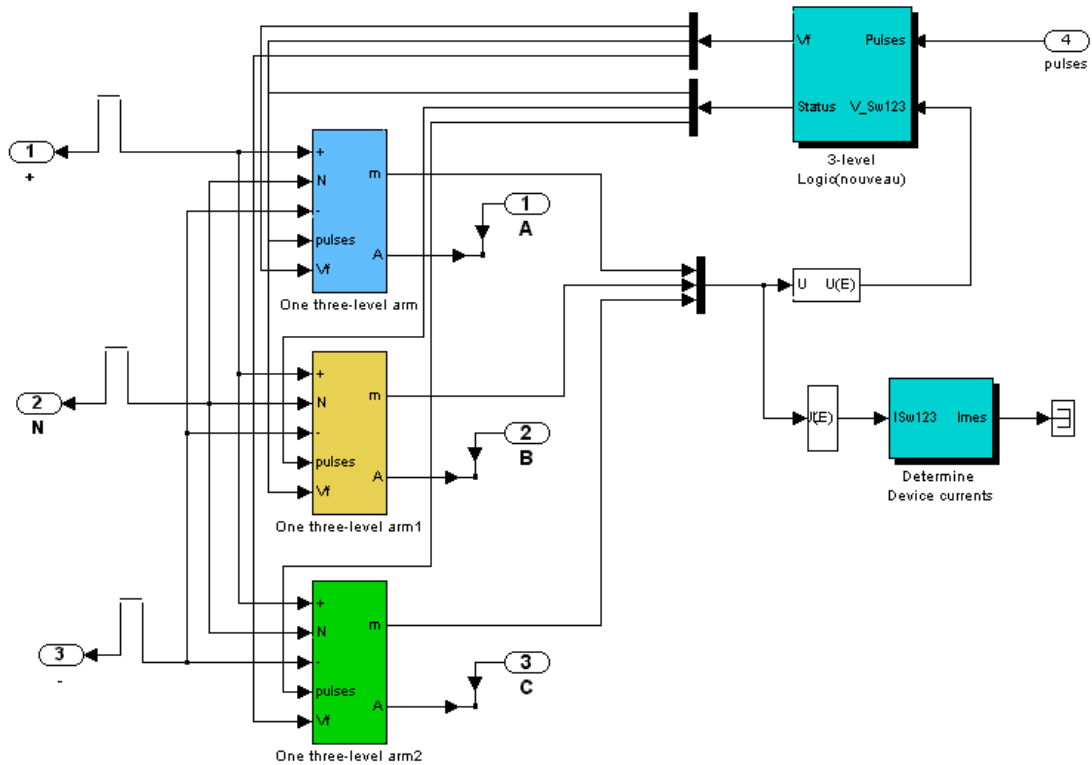 Vf Pulses
Status V_Sw123
3-level
Logic(nouveau)
4
pulses
1
+
+
N
-
pulses
Vf
m
A
One three-level arm
1
A
U U(E)
2
N
+
N
-
pulses
Vf
m
A
One three-level arm1
2
B
U(E)
ISw123 Imes
Determine
Device currents
3
-
+
N
-
pulses
Vf
m
A
One three-level arm2
3
C